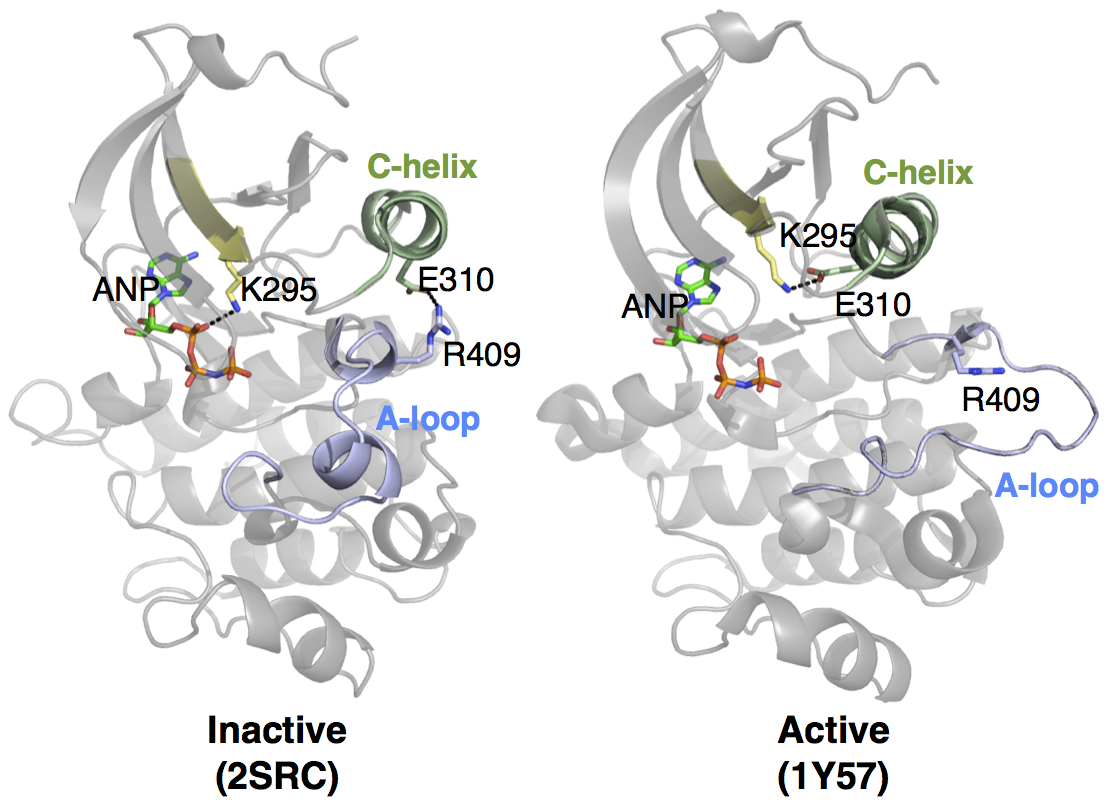 C-helix
ANP
K295
E310
R409
A-loop
Inactive
(2SRC)
C-helix
K295
ANP
E310
R409
A-loop
Active
(1Y57)